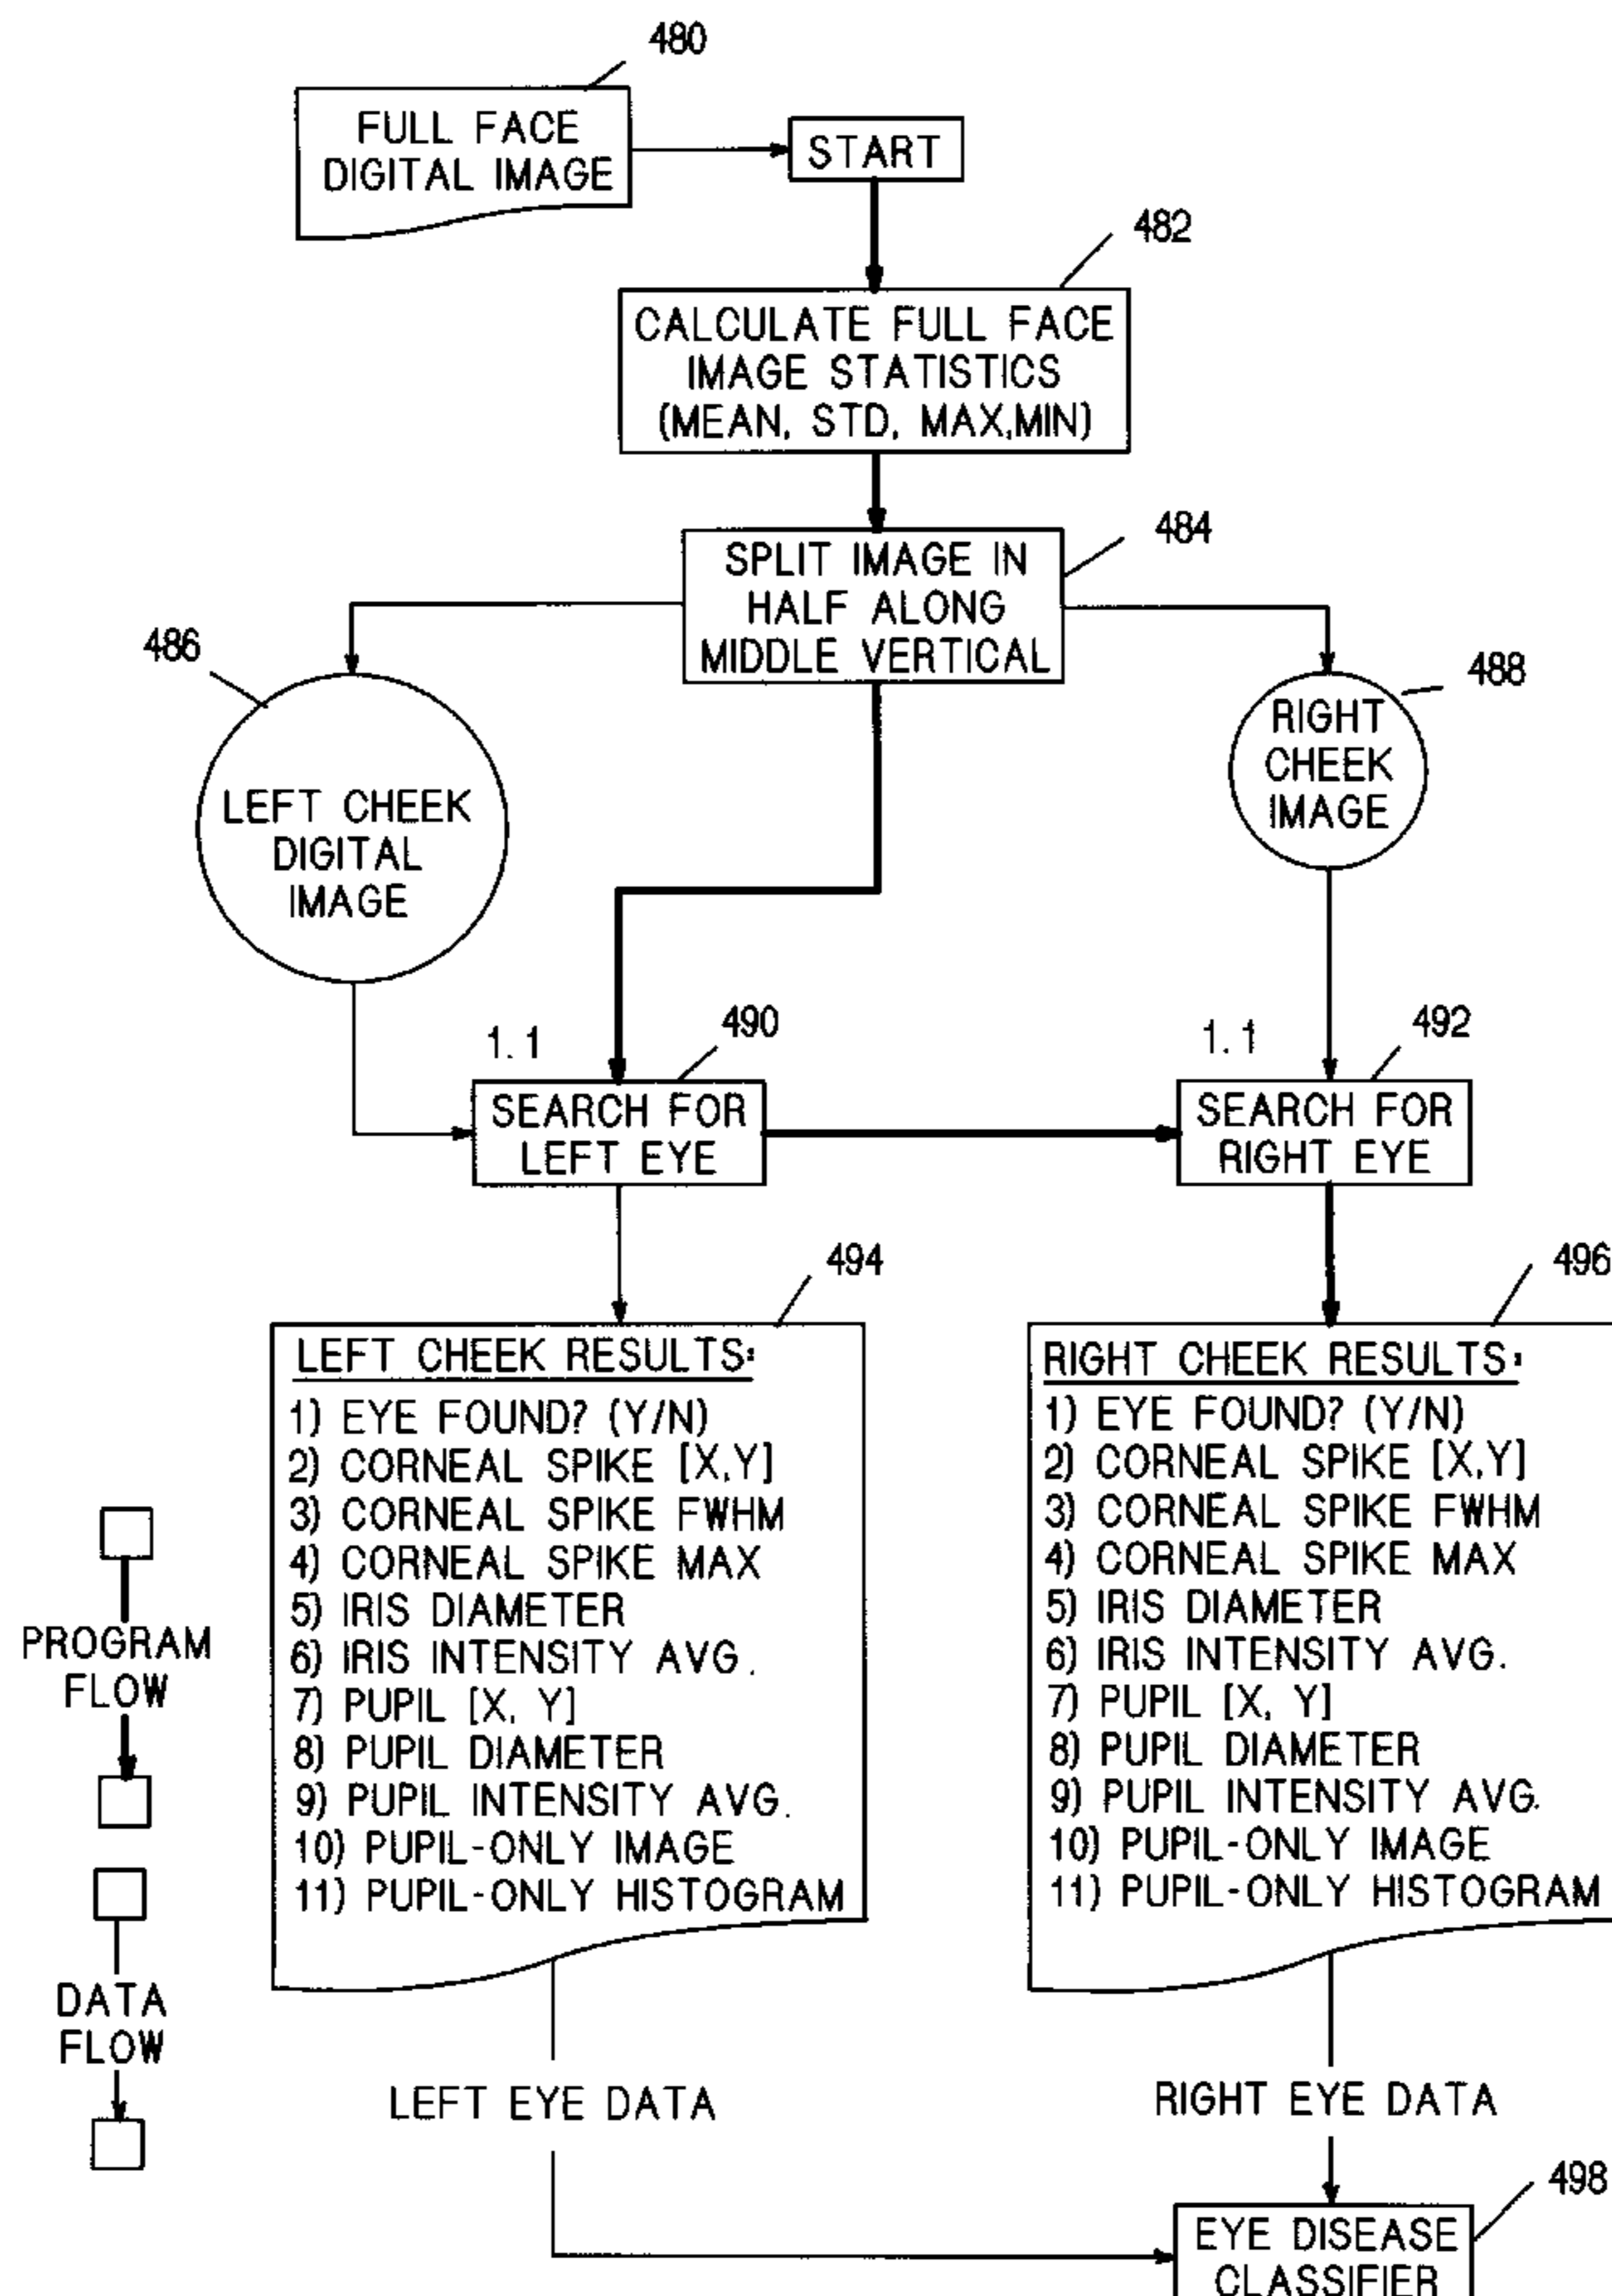 480
FULL FACE
DIGITAL IMAGE
START
482
CALCULATE FULL FACE
IMAGE STATISTICS
(MEAN, STD, MAX,MIN)
484
SPLIT IMAGE IN
HALF ALONG
MIDDLE VERTICAL
486
LEFT CHEEK
DIGITAL
IMAGE
488
RIGHT
CHEEK
IMAGE
1.1
490
SEARCH FOR
LEFT EYE
1.1
492
SEARCH FOR
RIGHT EYE
494
LEFT CHEEK RESULTS:
1) EYE FOUND? (Y/N)
2) CORNEAL SPIKE [X,Y]
3) CORNEAL SPIKE FWHM
4) CORNEAL SPIKE MAX
5) IRIS DIAMETER
6) IRIS INTENSITY AVG.
7) PUPIL [X, Y]
8) PUPIL DIAMETER
9) PUPIL INTENSITY AVG.
10) PUPIL-ONLY IMAGE
11) PUPIL-ONLY HISTOGRAM
496
RIGHT CHEEK RESULTS:
1) EYE FOUND? (Y/N)
2) CORNEAL SPIKE [X,Y]
3) CORNEAL SPIKE FWHM
4) CORNEAL SPIKE MAX
5) IRIS DIAMETER
6) IRIS INTENSITY AVG.
7) PUPIL [X, Y]
8) PUPIL DIAMETER
9) PUPIL INTENSITY AVG.
10) PUPIL-ONLY IMAGE
11) PUPIL-ONLY HISTOGRAM
PROGRAM
FLOW
DATA
FLOW
LEFT EYE DATA
RIGHT EYE DATA
498
EYE DISEASE
CLASSIFIER